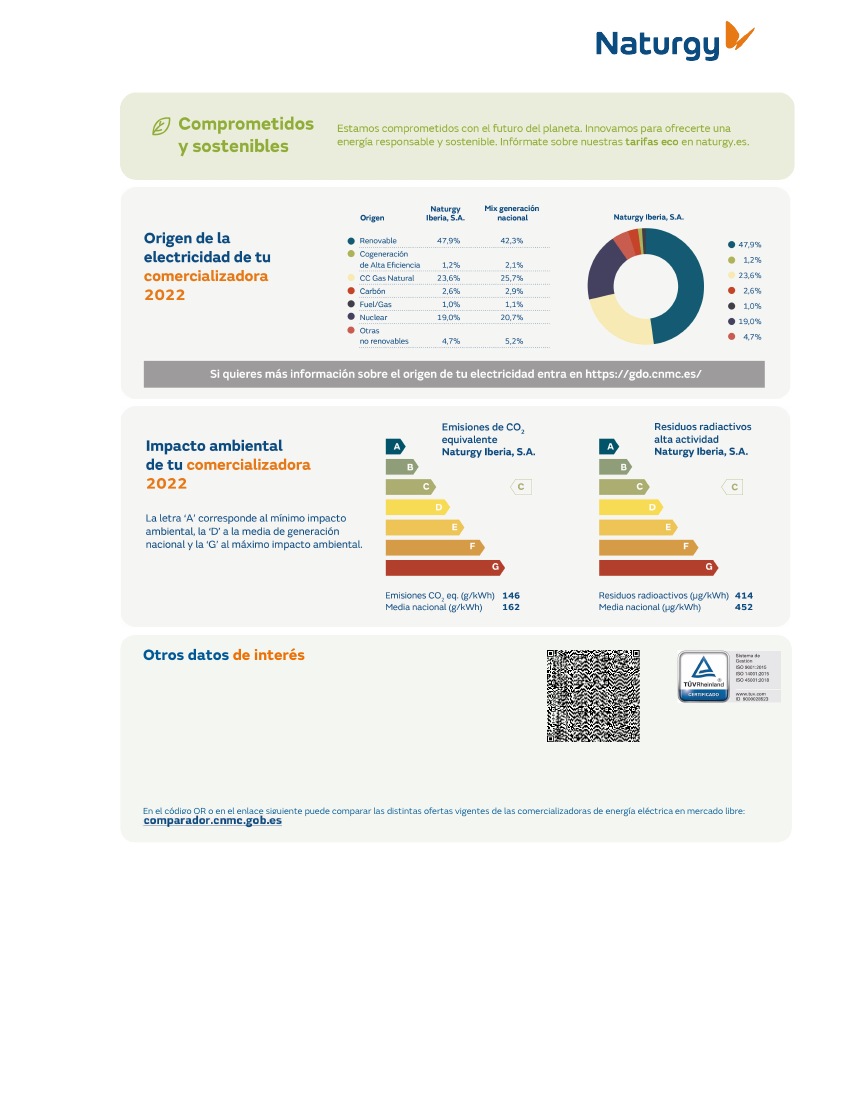 Naturgy
Comprometidos
y sostenibles
Estamos comprometidos con el futuro del planeta. Innovamos para ofrecerte una
energía responsable y sostenible. Infórmate sobre nuestras tarifas eco en naturgy.es.
Origen de la
electricidad de tu
comercializadora
2022
Origen Naturgy Iberia, S.A. Mix generación nacional
Renovable 47,9% 42,3%
Cogeneración
de Alta Eficiencia 1,2% 2,1%
CC Gas Natural 23,6% 25,7%
Carbón 2,6% 2,9%
Fuel/Gas 1,0% 1,1%
Nuclear 19,0% 20,7%
Otras
no renovables 4,7% 5,2%
Naturgy Iberia, S.A.
47,9%
1,2%
23,6%
2,6%
1,0%
19,0%
4,7%
Si quieres más información sobre el origen de tu electricidad entra en https://gdo.cnmc.es/
Impacto ambiental
de tu comercializadora
2022
La letra ‘A’ corresponde al mínimo impacto
ambiental, la ‘D’ a la media de generación
nacional y la ‘G’ al máximo impacto ambiental.
Emisiones de CO2
equivalente
Naturgy Iberia, S.A.
A
B
C C
D
E
F
G
Emisiones CO2 eq. (g/kWh) 146
Media nacional (g/kWh) 162
Residuos radiactivos
alta actividad
Naturgy Iberia, S.A.
A
B
C C
D
E
F
G
Residuos radioactivos (µg/kWh) 414
Media nacional (µg/kWh) 452
Otros datos de interés
TÜVRheinland
®
CERTIFICADO
Sistema de
Gestión
ISO 9001:2015
ISO 14001:2015
ISO 45001:2018
www.tuv.com
ID 9000028523
En el código QR o en el enlace siguiente puede comparar las distintas ofertas vigentes de las comercializadoras de energía eléctrica en mercado libre:
comparador.cnmc.gob.es